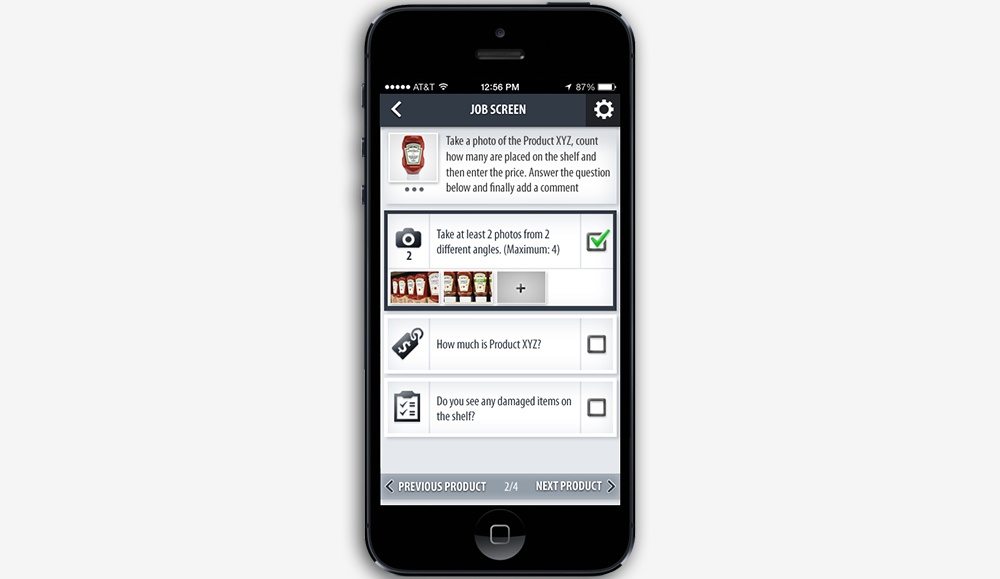 AT&T 12:56 PM 87%
JOB SCREEN
Take a photo of the Product XYZ, count
how many are placed on the shelf and
then enter the price. Answer the question
below and finally add a comment
Take at least 2 photos from 2
different angles. (Maximum: 4)
2
+
How much is Product XYZ?
$
Do you see any damaged items on
the shelf?
PREVIOUS PRODUCT 2/4 NEXT PRODUCT